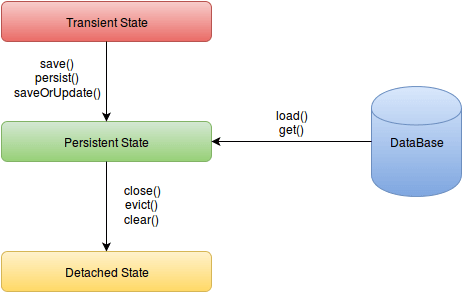 Transient State
save()
persist()
saveOrUpdate()
load()
get()
Persistent State
DataBase
close()
evict()
clear()
Detached State